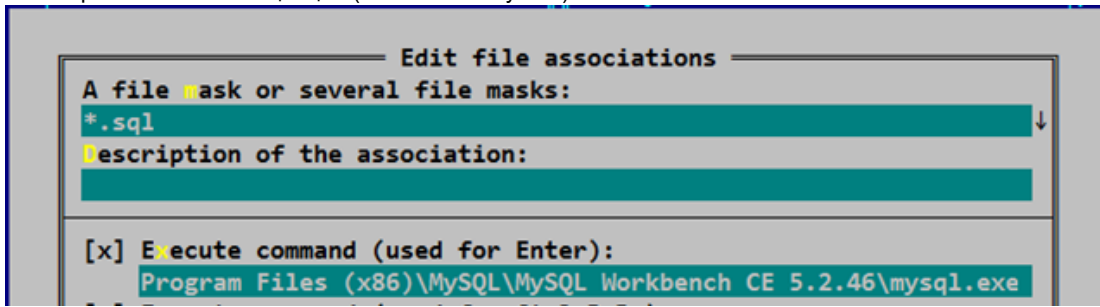 Edit file associations
A file mask or several file masks:
*.sql ↓
Description of the association:
[x] Execute command (used for Enter):
Program Files (x86)\MySQL\MySQL Workbench CE 5.2.46\mysql.exe